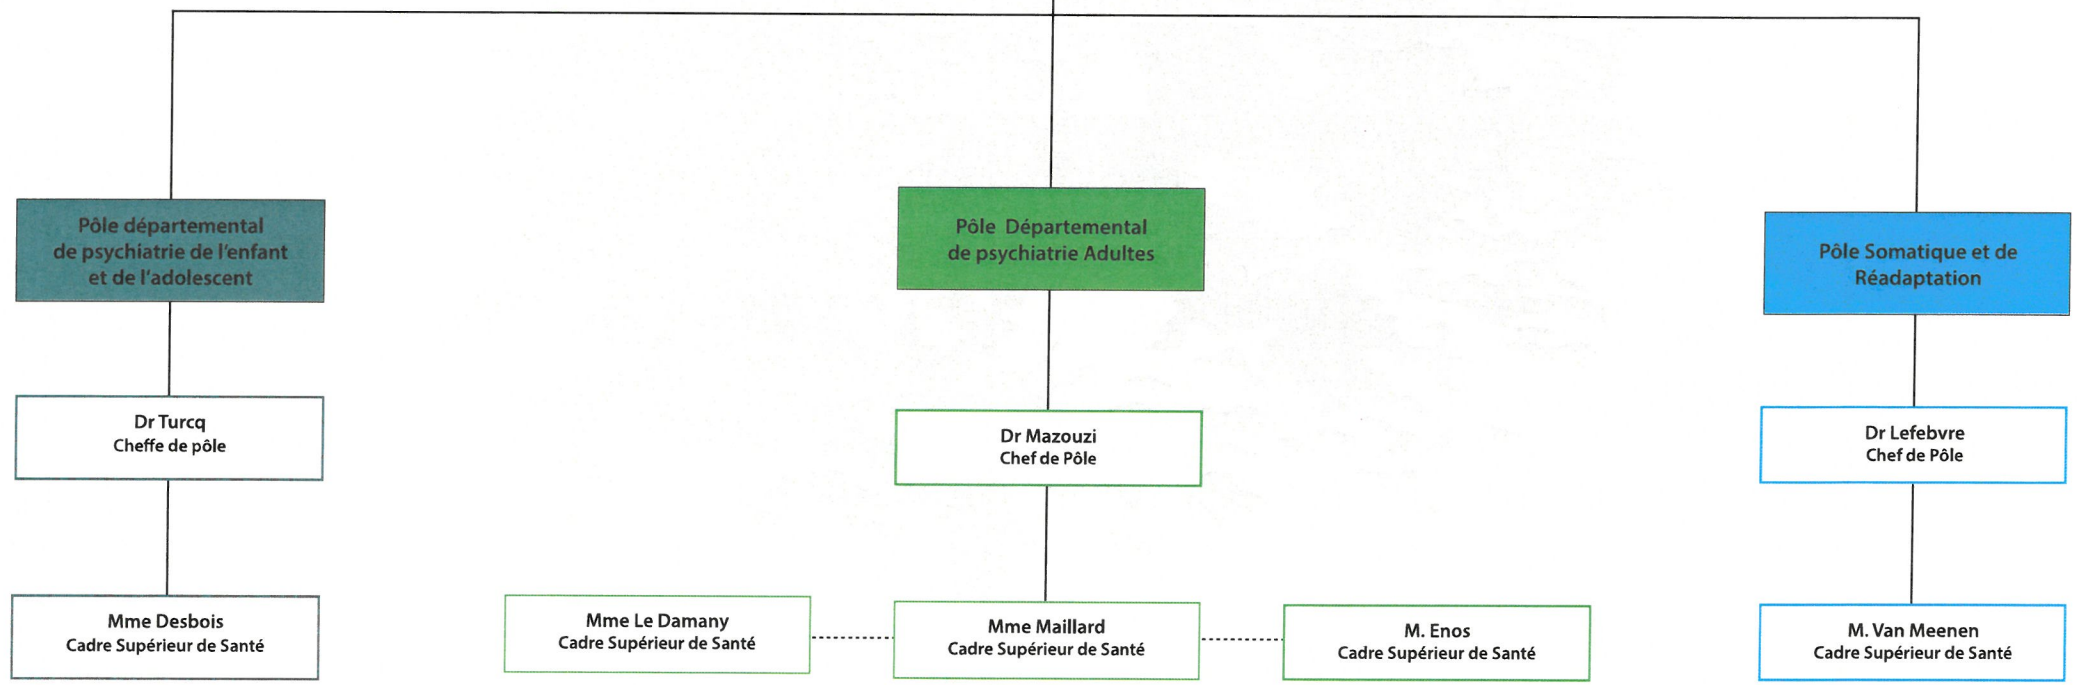 Pôle départemental
de psychiatrie de l'enfant
et de l'adolescent
Pôle Départemental
de psychiatrie Adultes
Pôle Somatique et de
Réadaptation
Dr Turcq
Cheffe de pôle
Dr Mazouzi
Chef de Pôle
Dr Lefebvre
Chef de Pôle
Mme Desbois
Cadre Supérieur de Santé
Mme Le Damany
Cadre Supérieur de Santé
Mme Maillard
Cadre Supérieur de Santé
M. Enos
Cadre Supérieur de Santé
M. Van Meenen
Cadre Supérieur de Santé